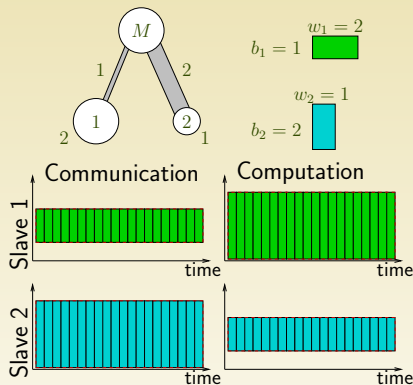 M
1
2
2
1
2
1
w₁ = 2
b₁ = 1
w₂ = 1
b₂ = 2
Communication
Computation
Slave 1
time
time
Slave 2
time
time